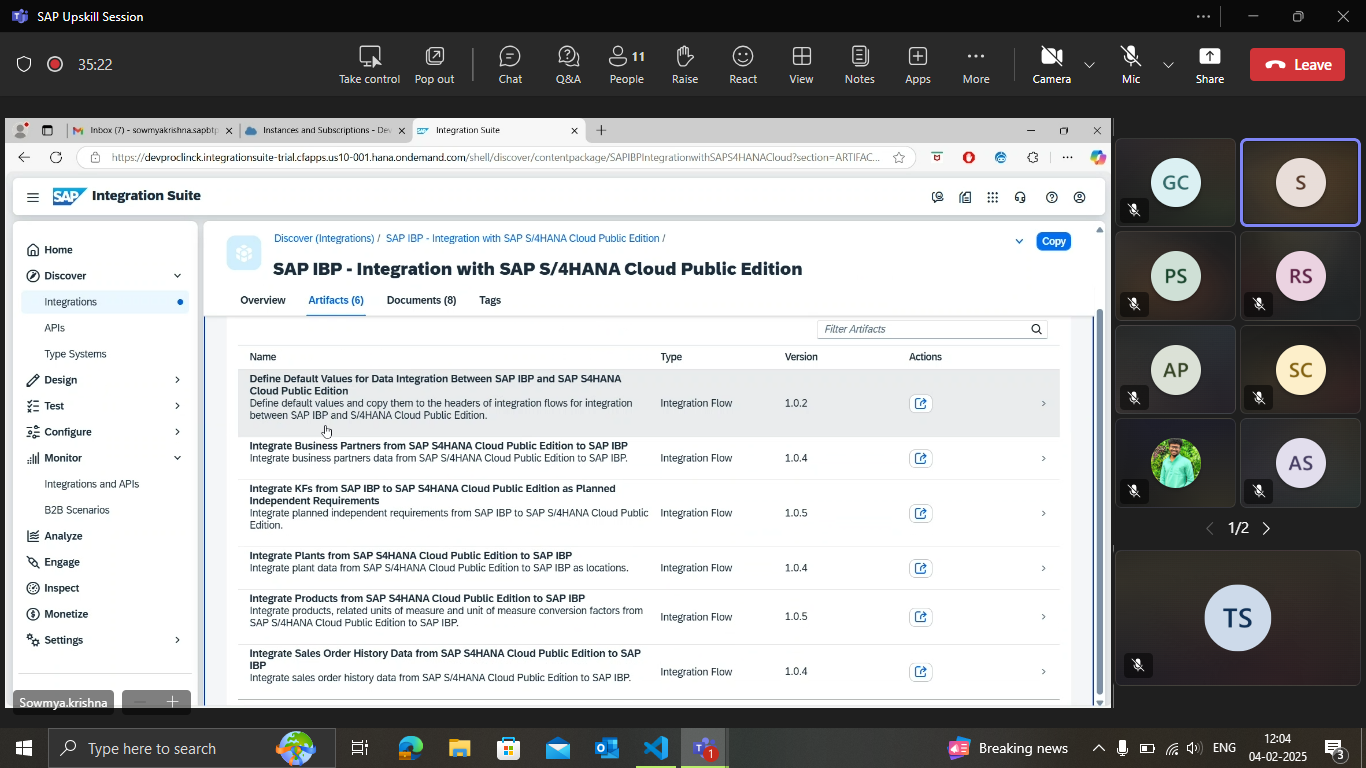 SAP Upskill Session
35:22
Take control
Pop out
Chat
Q&A
11
People
Raise
React
View
Notes
Apps
More
Camera
Mic
Share
Leave
Inbox (7) - sowmyakrishna.sapbtp
Instances and Subscriptions - Dev
Integration Suite
https://devproclinck.integrationsuite-trial.cfapps.us10-001.hana.ondemand.com/shell/discover/contentpackage/SAPIBPIntegrationwithSAPS4HANACloud?section=ARTIFAC...
SAP Integration Suite
Home
Discover
Integrations
APIs
Type Systems
Design
Test
Configure
Monitor
Integrations and APIs
B2B Scenarios
Analyze
Engage
Inspect
Monetize
Settings
Sowmya.krishna
Discover (Integrations) / SAP IBP - Integration with SAP S/4HANA Cloud Public Edition /
Copy
SAP IBP - Integration with SAP S/4HANA Cloud Public Edition
Overview Artifacts (6) Documents (8) Tags
Filter Artifacts
Name Type Version Actions
Define Default Values for Data Integration Between SAP IBP and SAP S4HANA
Cloud Public Edition
Define default values and copy them to the headers of integration flows for integration
between SAP IBP and S/4HANA Cloud Public Edition.
Integration Flow 1.0.2
Integrate Business Partners from SAP S4HANA Cloud Public Edition to SAP IBP
Integrate business partners data from SAP S/4HANA Cloud Public Edition to SAP IBP.
Integration Flow 1.0.4
Integrate KFs from SAP IBP to SAP S4HANA Cloud Public Edition as Planned
Independent Requirements
Integrate planned independent requirements from SAP IBP to SAP S/4HANA Cloud Public
Edition.
Integration Flow 1.0.5
Integrate Plants from SAP S4HANA Cloud Public Edition to SAP IBP
Integrate plant data from SAP S/4HANA Cloud Public Edition to SAP IBP as locations.
Integration Flow 1.0.4
Integrate Products from SAP S4HANA Cloud Public Edition to SAP IBP
Integrate products, related units of measure and unit of measure conversion factors from
SAP S/4HANA Cloud Public Edition to SAP IBP.
Integration Flow 1.0.5
Integrate Sales Order History Data from SAP S4HANA Cloud Public Edition to SAP
IBP
Integrate sales order history data from SAP S/4HANA Cloud Public Edition to SAP IBP.
Integration Flow 1.0.4
GC
S
PS
RS
AP
SC
AS
1/2
TS
Type here to search
1
Breaking news
ENG
12:04
04-02-2025
3